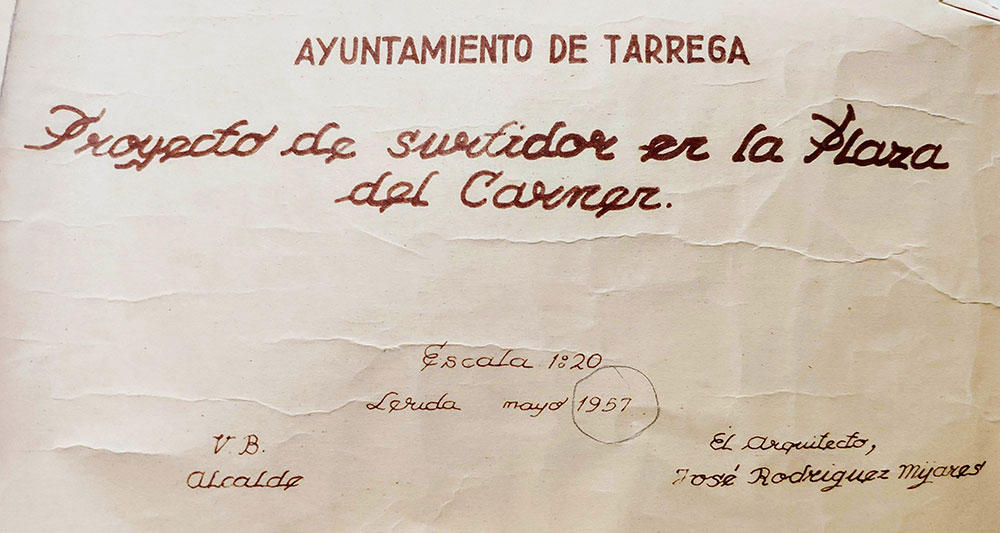 AYUNTAMIENTO DE TARREGA
Proyecto de surtidor en la Plaza
del Carmen.
Escala 1:20
Lerida mayo 1957
V. B.
Alcalde
El Arquitecto,
José Rodriguez Mijares